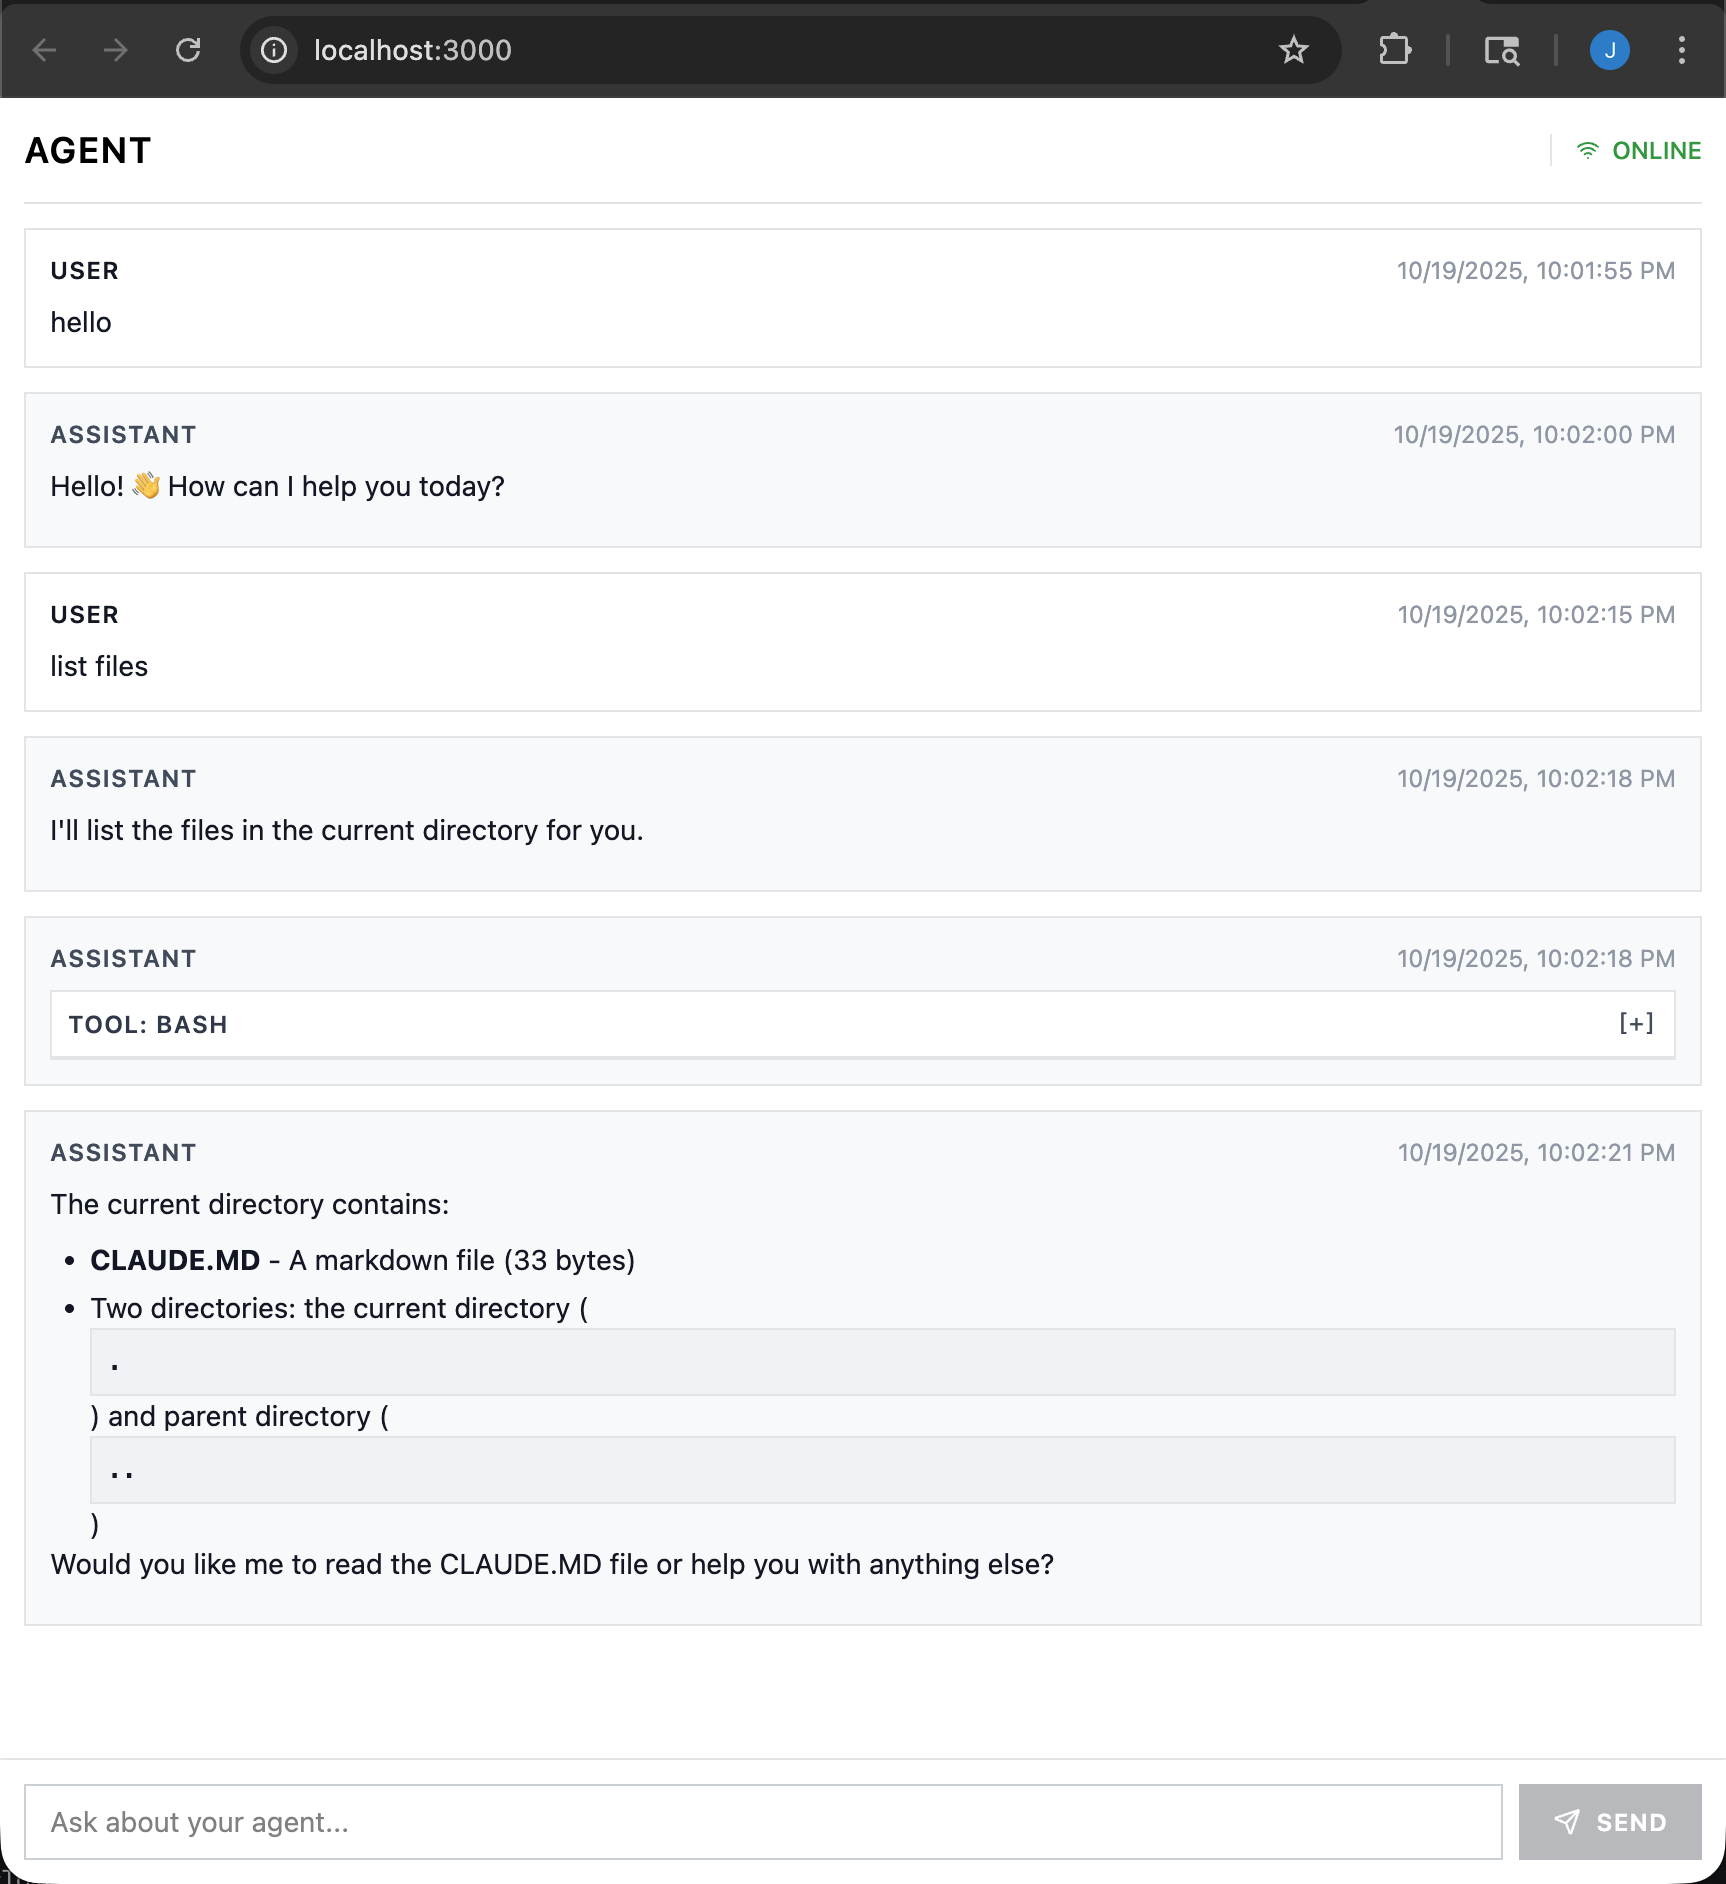 localhost:3000
J
AGENT
ONLINE
USER
10/19/2025, 10:01:55 PM
hello
ASSISTANT
10/19/2025, 10:02:00 PM
Hello! 👋 How can I help you today?
USER
10/19/2025, 10:02:15 PM
list files
ASSISTANT
10/19/2025, 10:02:18 PM
I'll list the files in the current directory for you.
ASSISTANT
10/19/2025, 10:02:18 PM
TOOL: BASH
[+]
ASSISTANT
10/19/2025, 10:02:21 PM
The current directory contains:
• CLAUDE.MD - A markdown file (33 bytes)
• Two directories: the current directory (
.
) and parent directory (
..
)
Would you like me to read the CLAUDE.MD file or help you with anything else?
Ask about your agent...
SEND